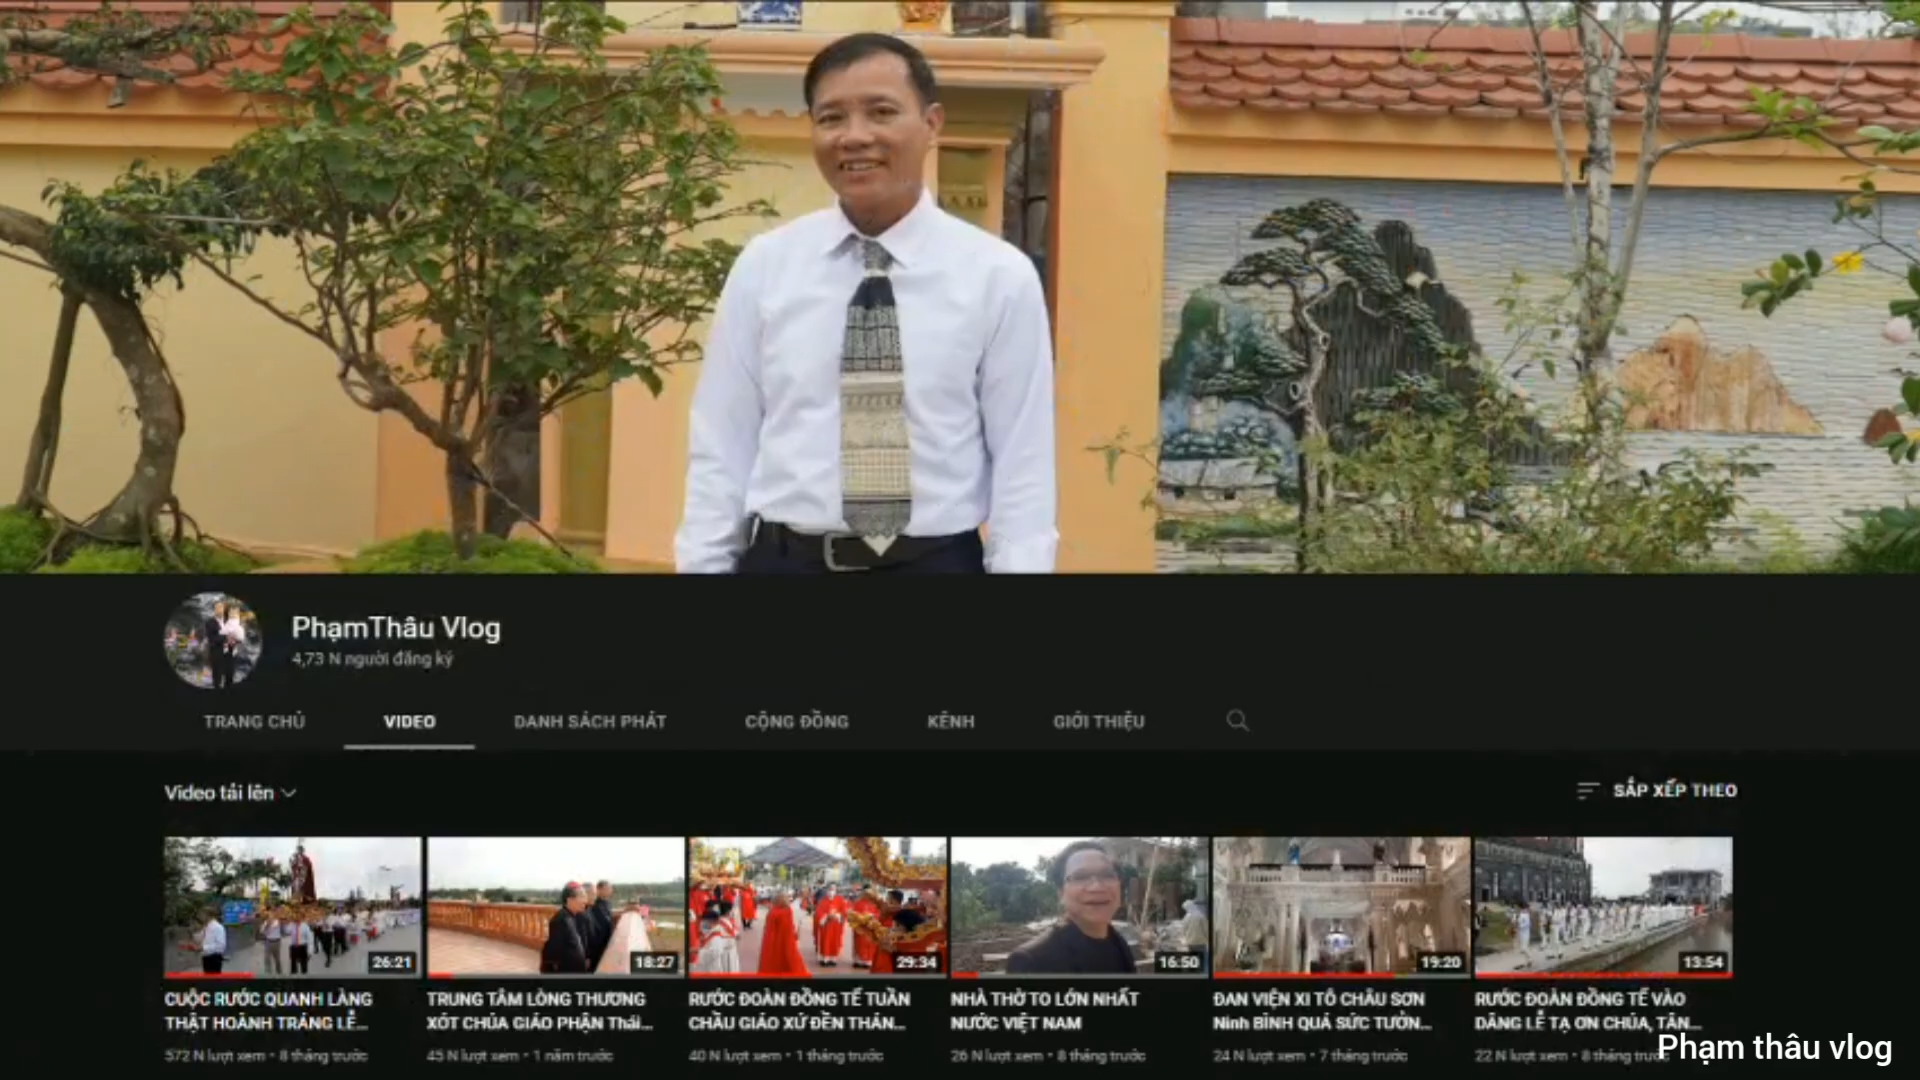 PhạmThâu Vlog
4,73 N người đăng ký
TRANG CHỦ
VIDEO
DANH SÁCH PHÁT
CỘNG ĐỒNG
KÊNH
GIỚI THIỆU
Video tải lên
SẮP XẾP THEO
26:21
18:27
29:34
16:50
19:20
13:54
CUỘC RƯỚC QUANH LÀNG
THẬT HOÀNH TRÁNG LỄ...
572 N lượt xem • 8 tháng trước
TRUNG TÂM LÒNG THƯƠNG
XÓT CHÚA GIÁO PHẬN Thái...
45 N lượt xem • 1 năm trước
RƯỚC ĐOÀN ĐỒNG TẾ TUẦN
CHẦU GIÁO XỨ ĐỀN THÁN...
40 N lượt xem • 1 tháng trước
NHÀ THỜ TO LỚN NHẤT
NƯỚC VIỆT NAM
26 N lượt xem • 8 tháng trước
ĐAN VIỆN XI TÔ CHÂU SƠN
Ninh BÌNH QUÁ SỨC TƯỞN...
24 N lượt xem • 7 tháng trước
RƯỚC ĐOÀN ĐỒNG TẾ VÀO
DÂNG LỄ TẠ ƠN CHÚA, TÂN...
22 N lượt xem • 8 tháng trước
Phạm thâu vlog